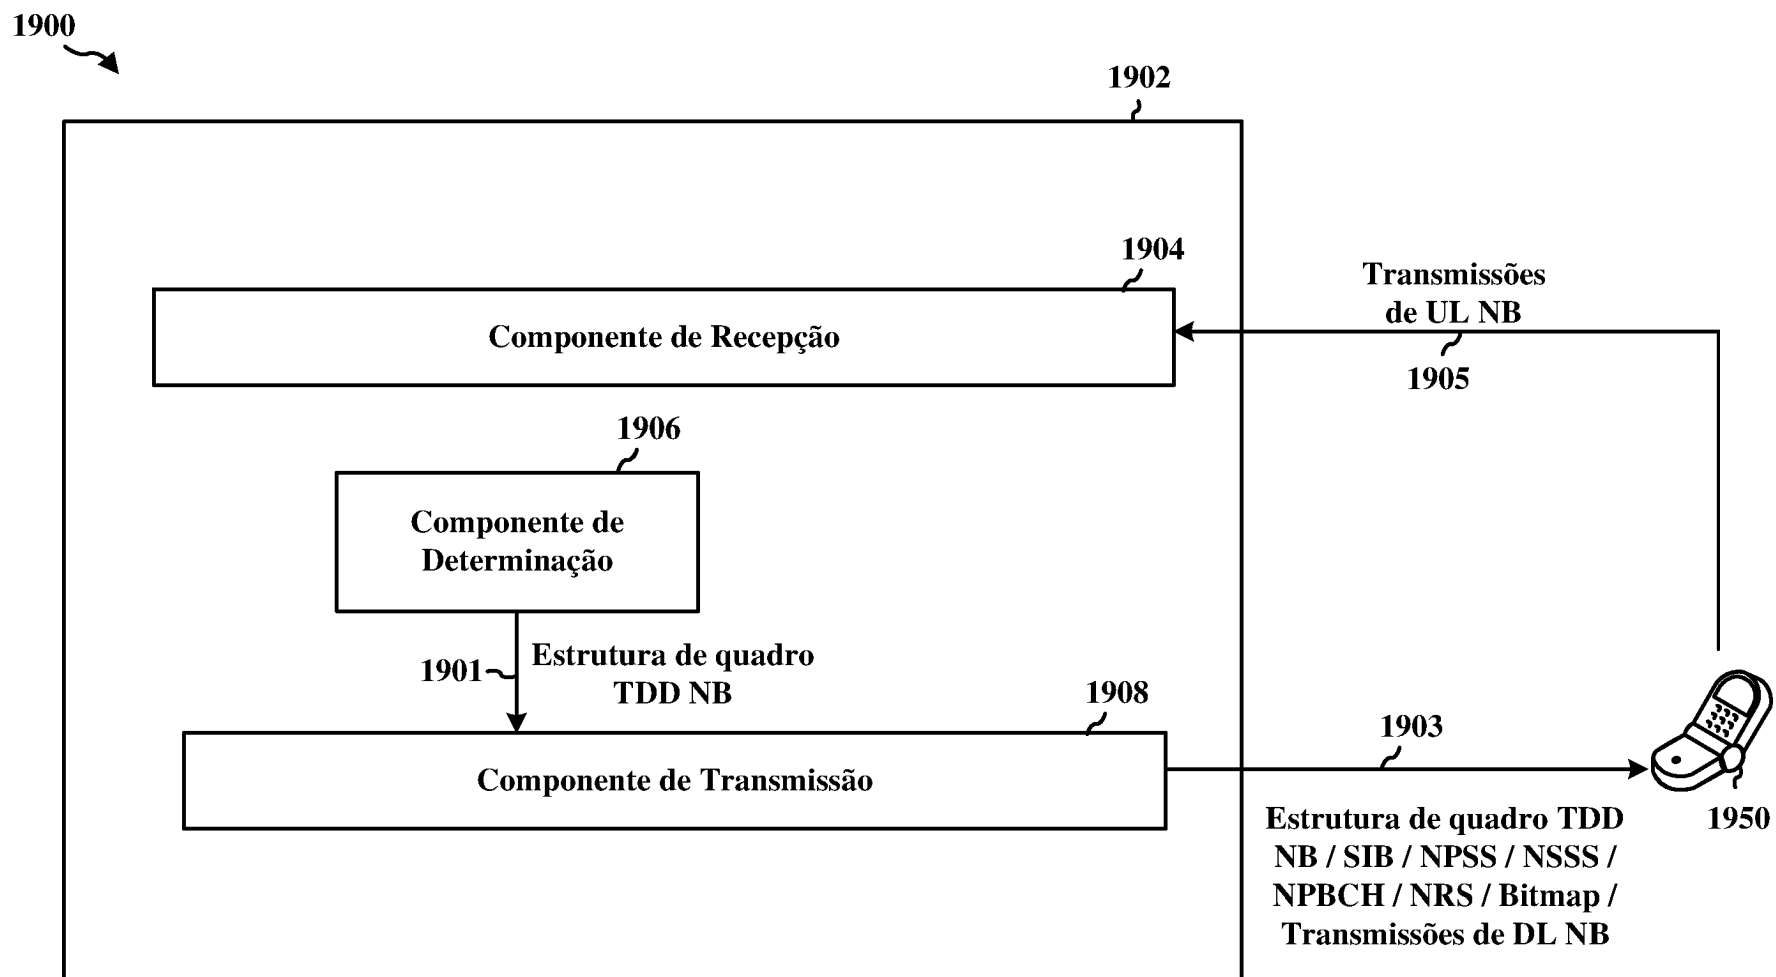 1900
1902
1904
Componente de Recepção
Transmissões
de UL NB
1905
1906
Componente de
Determinação
1901
Estrutura de quadro
TDD NB
1908
Componente de Transmissão
1903
1950
Estrutura de quadro TDD
NB / SIB / NPSS / NSSS /
NPBCH / NRS / Bitmap /
Transmissões de DL NB